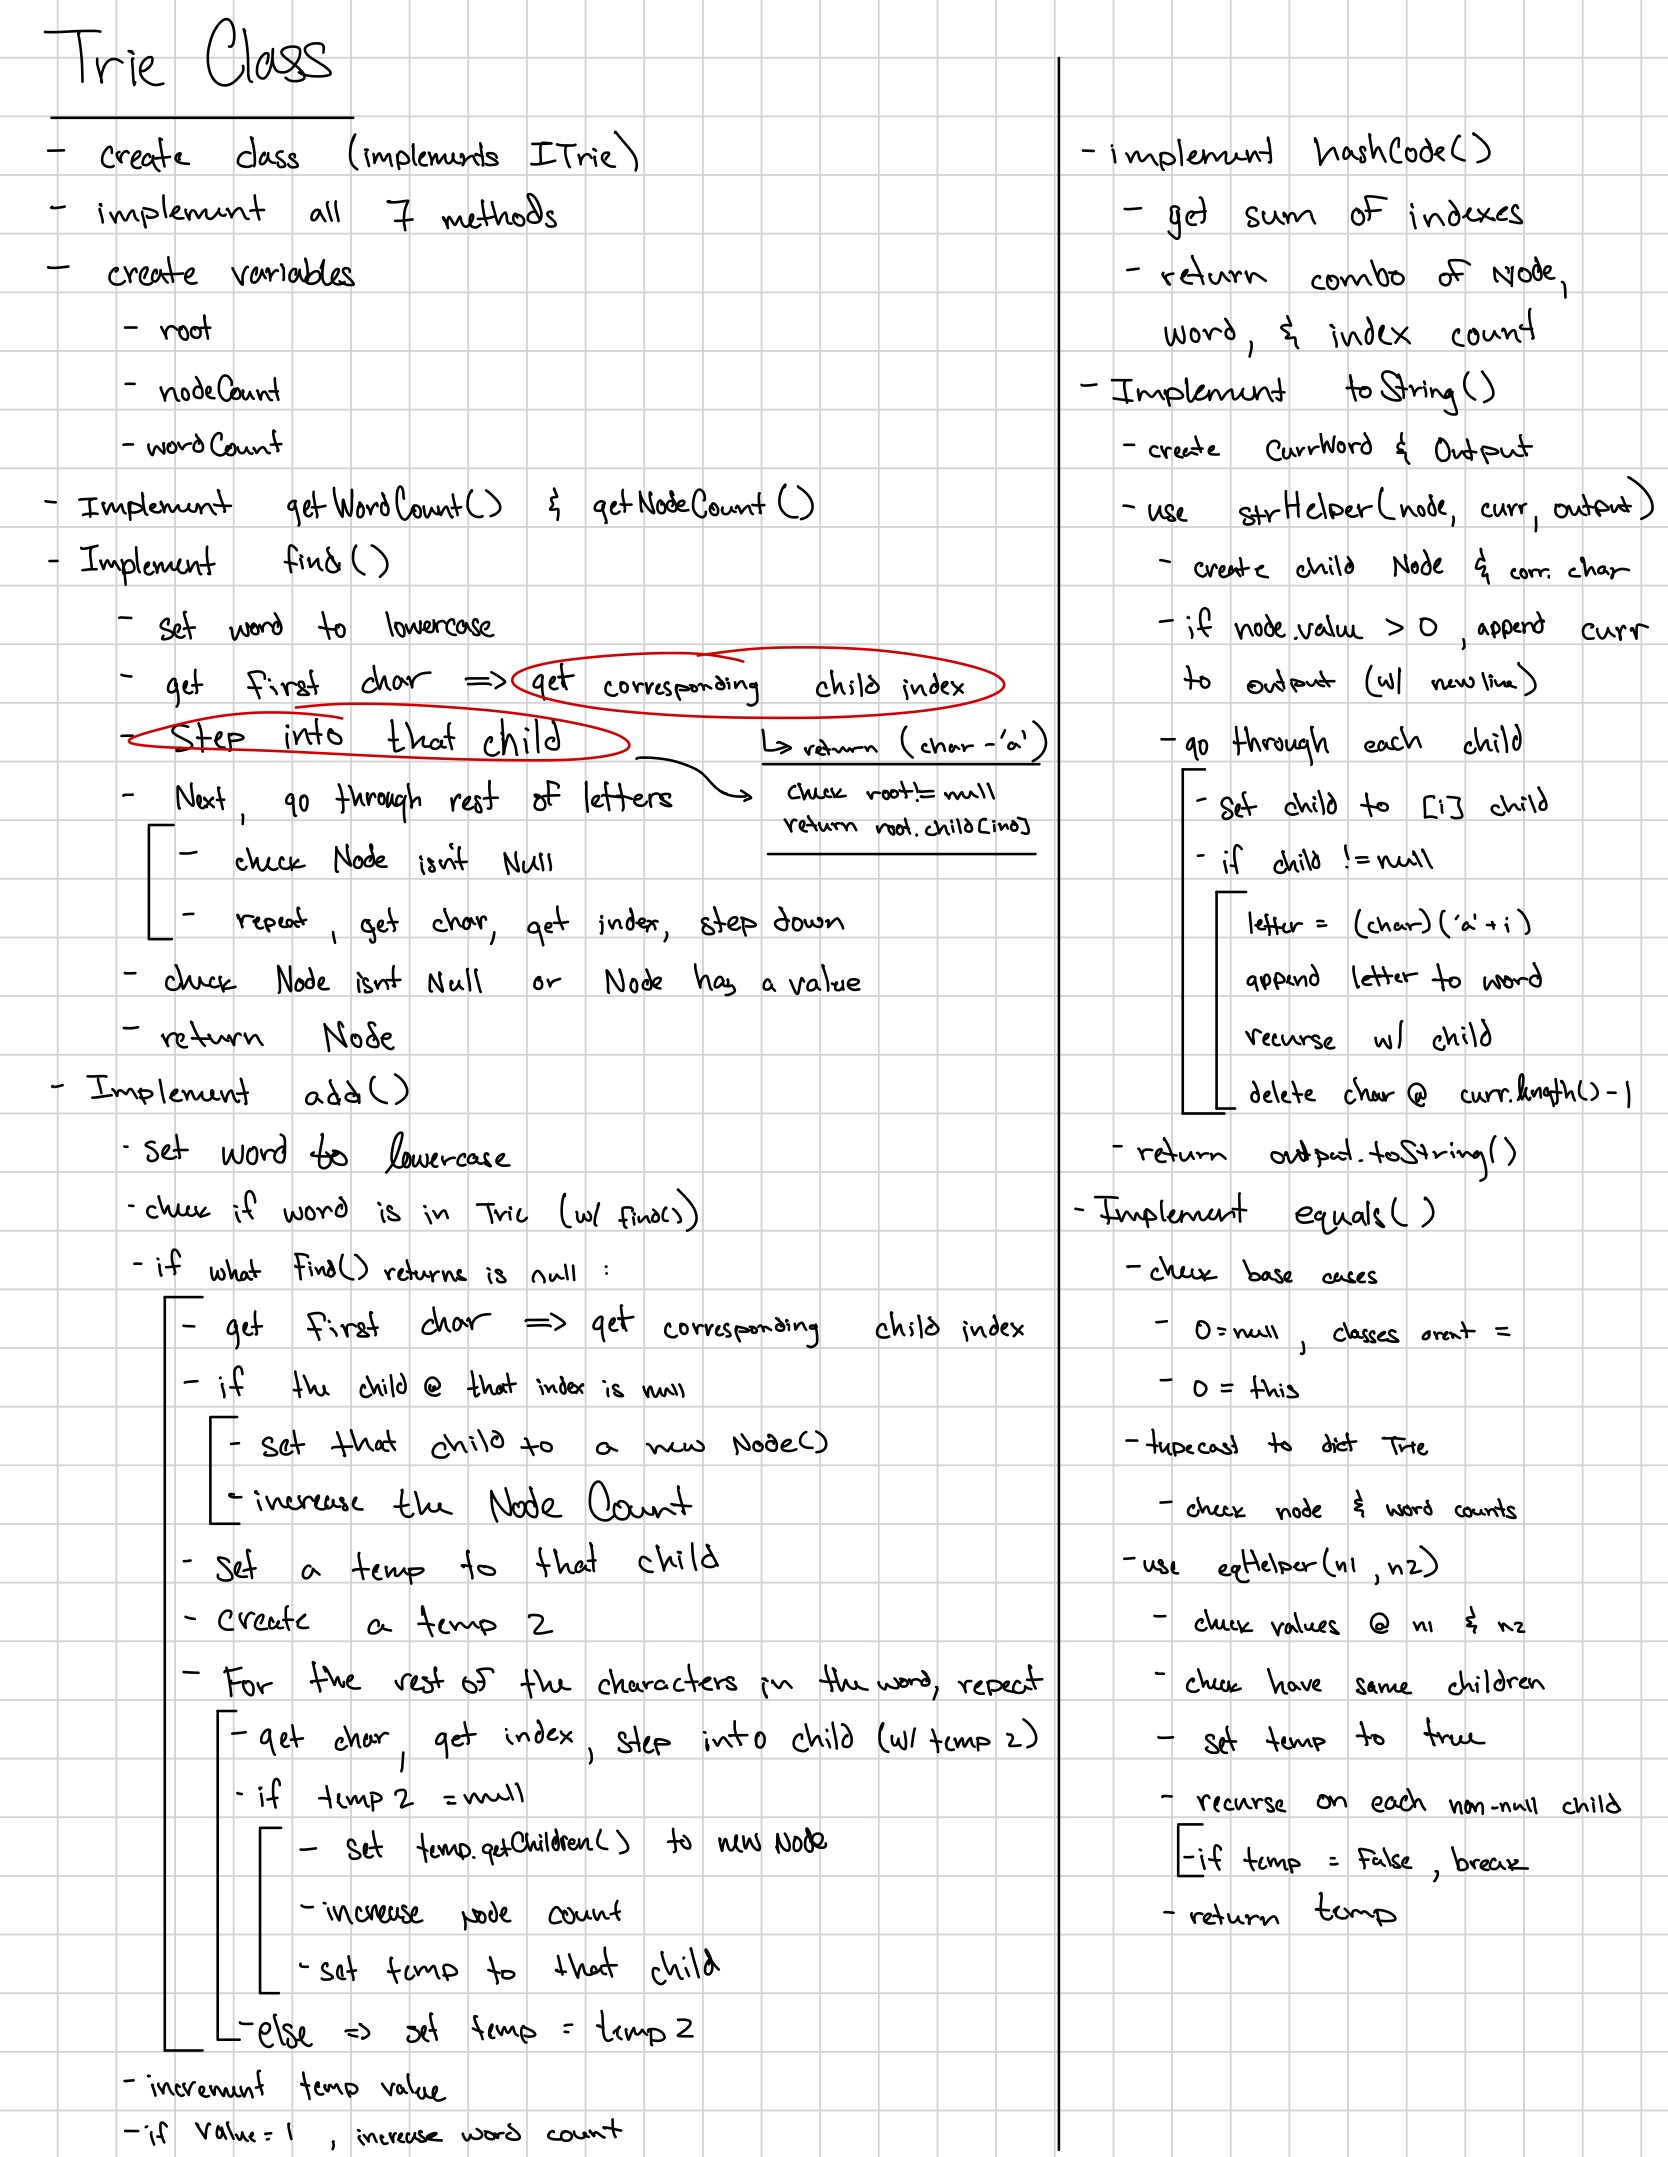 Trie Class
- create class (implements ITrie)
- implement all 7 methods
- create variables
- root
- nodeCount
- wordCount
- Implement getWordCount() & getNodeCount()
- Implement find()
- set word to lowercase
- get first char => get corresponding child index
- Step into that child
↳ return (char - 'a')
check root != null
return root.child[ind]
- Next, go through rest of letters
- check Node isn't Null
- repeat, get char, get index, step down
- check Node isnt Null or Node has a value
- return Node
- Implement add()
- set word to lowercase
- check if word is in Trie (w/ find())
- if what find() returns is null :
- get first char => get corresponding child index
- if the child @ that index is null
- set that child to a new Node()
- increase the Node Count
- set a temp to that child
- create a temp 2
- For the rest of the characters in the word, repeat
- get char, get index, step into child (w/ temp 2)
- if temp 2 = null
- set temp.getChildren() to new Node
- increase Node count
- set temp to that child
- else => set temp = temp 2
- increment temp value
- if value = 1, increase word count
- implement hashCode()
- get sum of indexes
- return combo of Node,
word, & index count
- Implement toString()
- create CurrWord & Output
- use strHelper(node, curr, output)
- create child Node & corr. char
- if node.value > 0, append curr
to output (w/ newline)
- go through each child
- set child to [i] child
- if child != null
letter = (char)('a' + i)
append letter to word
recurse w/ child
delete char @ curr.length() - 1
- return output.toString()
- Implement equals()
- check base cases
- O = null, classes arent =
- O = this
- typecast to dict Trie
- check node & word counts
- use eqHelper(n1, n2)
- check values @ n1 & n2
- check have same children
- set temp to true
- recurse on each non-null child
- if temp = False, break
- return temp